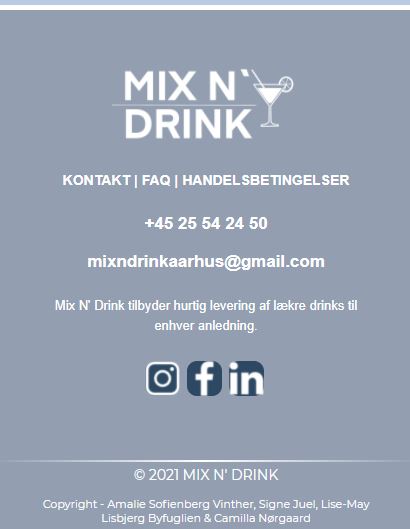 MIX N`
DRINK
KONTAKT | FAQ | HANDELSBETINGELSER
+45 25 54 24 50
mixndrinkaarhus@gmail.com
Mix N' Drink tilbyder hurtig levering af lækre drinks til
enhver anledning.
© 2021 MIX N' DRINK
Copyright - Amalie Sofienberg Vinther, Signe Juel, Lise-May
Lisbjerg Byfuglien & Camilla Nørgaard